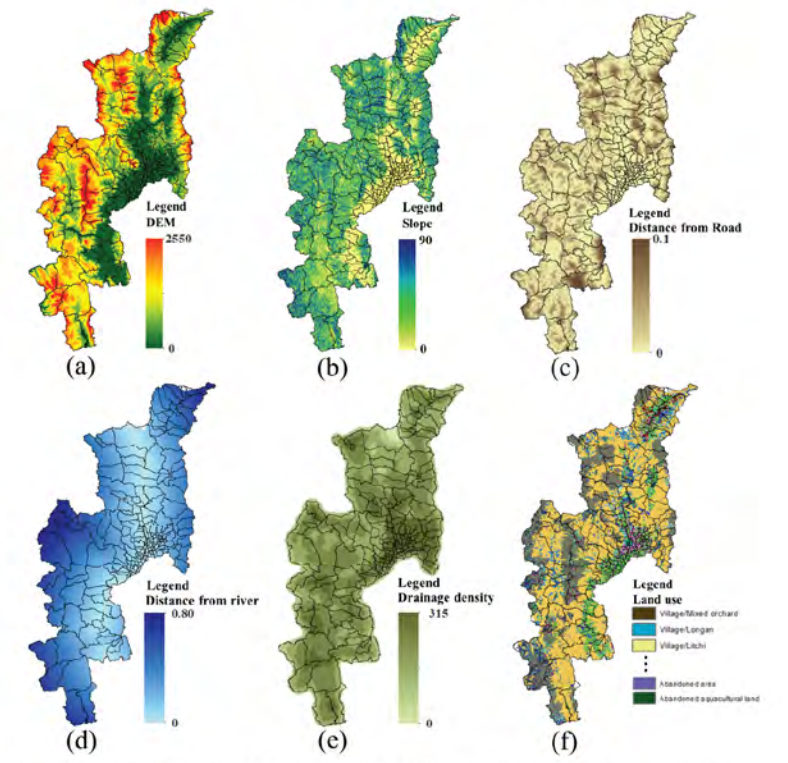 Legend
DEM
2550
0
(a)
Legend
Slope
90
0
(b)
Legend
Distance from Road
0.1
0
(c)
Legend
Distance from river
0.80
0
(d)
Legend
Drainage density
315
0
(e)
Legend
Land use
Village/Mixed orchard
Village/Longan
Village/Litchi
Abandoned area
Abandoned aquacultural land
(f)